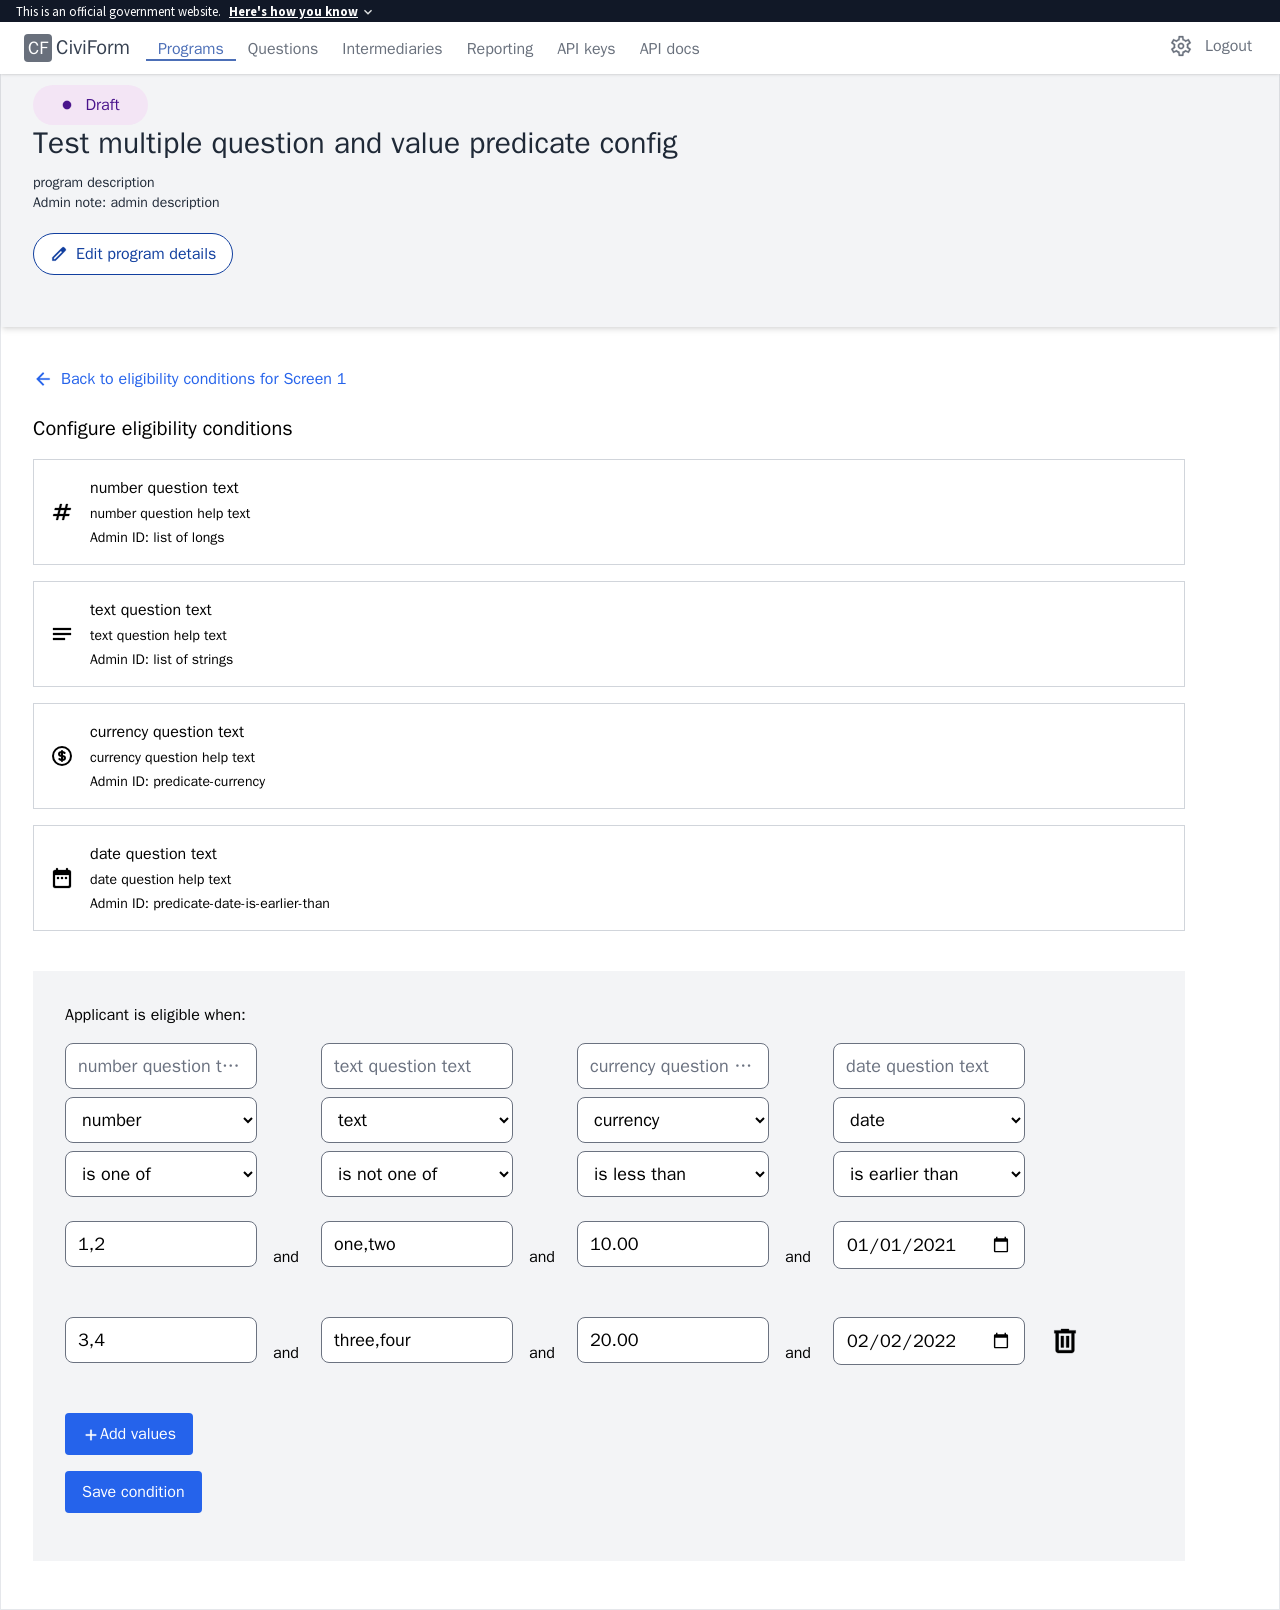 This is an official government website. Here's how you know
CF CiviForm Programs Questions Intermediaries Reporting API keys API docs Logout
Draft
Test multiple question and value predicate config
program description
Admin note: admin description
Edit program details
Back to eligibility conditions for Screen 1
Configure eligibility conditions
number question text
number question help text
Admin ID: list of longs
text question text
text question help text
Admin ID: list of strings
currency question text
currency question help text
Admin ID: predicate-currency
date question text
date question help text
Admin ID: predicate-date-is-earlier-than
Applicant is eligible when:
number question t… text question text currency question … date question text
number text currency date
is one of is not one of is less than is earlier than
1,2 and one,two and 10.00 and 01/01/2021
3,4 and three,four and 20.00 and 02/02/2022
+Add values
Save condition